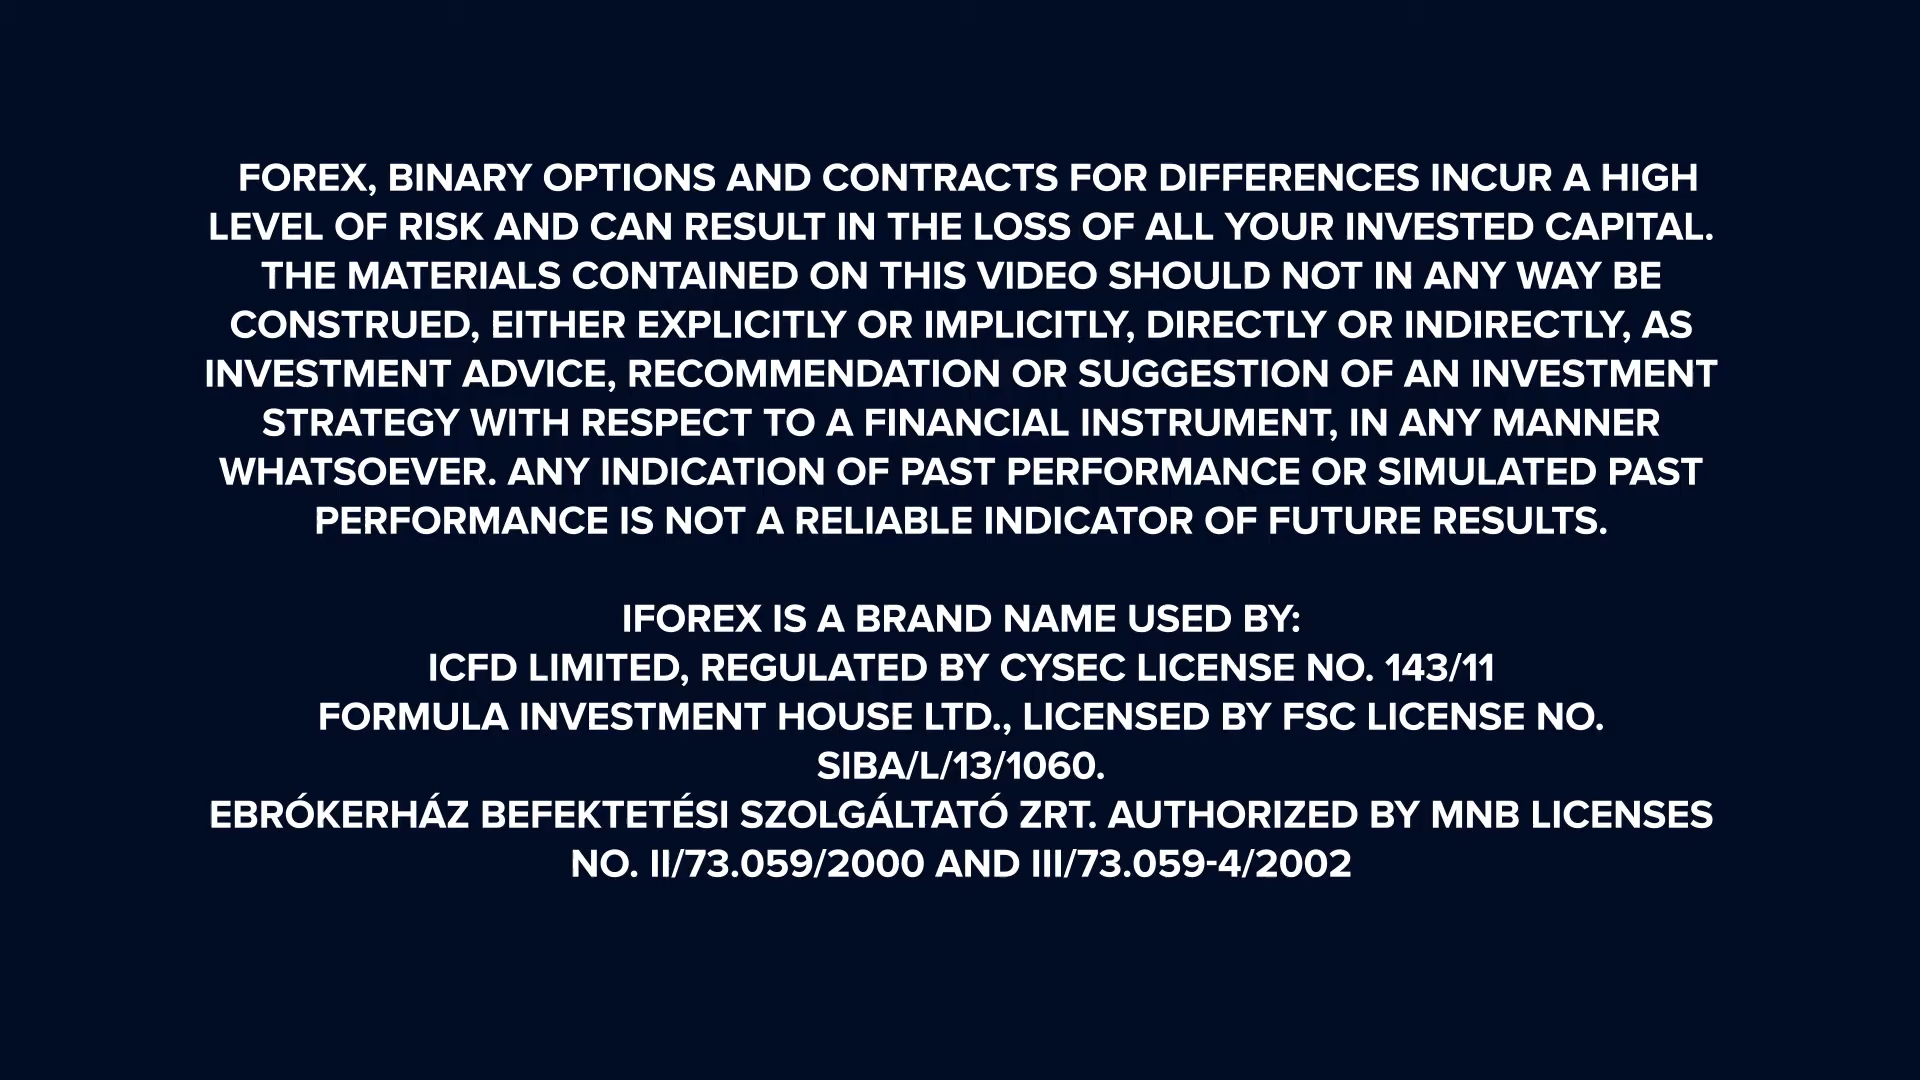 FOREX, BINARY OPTIONS AND CONTRACTS FOR DIFFERENCES INCUR A HIGH
LEVEL OF RISK AND CAN RESULT IN THE LOSS OF ALL YOUR INVESTED CAPITAL.
THE MATERIALS CONTAINED ON THIS VIDEO SHOULD NOT IN ANY WAY BE
CONSTRUED, EITHER EXPLICITLY OR IMPLICITLY, DIRECTLY OR INDIRECTLY, AS
INVESTMENT ADVICE, RECOMMENDATION OR SUGGESTION OF AN INVESTMENT
STRATEGY WITH RESPECT TO A FINANCIAL INSTRUMENT, IN ANY MANNER
WHATSOEVER. ANY INDICATION OF PAST PERFORMANCE OR SIMULATED PAST
PERFORMANCE IS NOT A RELIABLE INDICATOR OF FUTURE RESULTS.
IFOREX IS A BRAND NAME USED BY:
ICFD LIMITED, REGULATED BY CYSEC LICENSE NO. 143/11
FORMULA INVESTMENT HOUSE LTD., LICENSED BY FSC LICENSE NO.
SIBA/L/13/1060.
EBRÓKERHÁZ BEFEKTETÉSI SZOLGÁLTATÓ ZRT. AUTHORIZED BY MNB LICENSES
NO. II/73.059/2000 AND III/73.059-4/2002